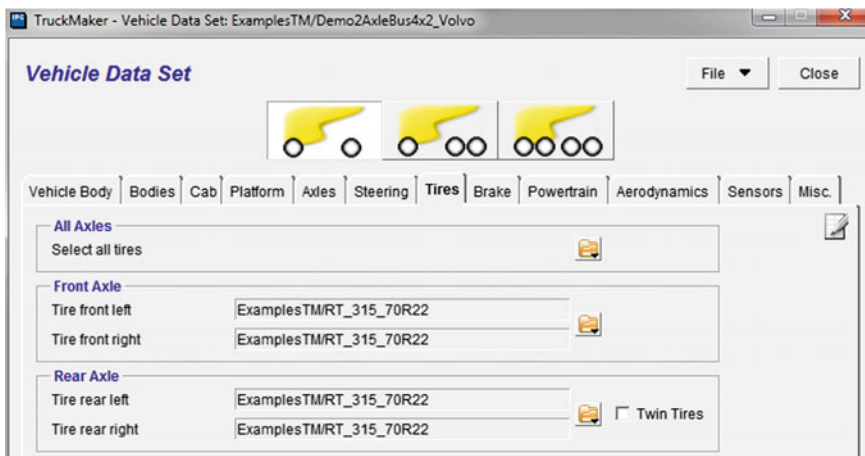 IPG TruckMaker - Vehicle Data Set: ExamplesTM/Demo2AxleBus4x2_Volvo
Vehicle Data Set File Close
Vehicle Body Bodies Cab Platform Axles Steering Tires Brake Powertrain Aerodynamics Sensors Misc.
All Axles
Select all tires
Front Axle
Tire front left ExamplesTM/RT_315_70R22
Tire front right ExamplesTM/RT_315_70R22
Rear Axle
Tire rear left ExamplesTM/RT_315_70R22
Twin Tires
Tire rear right ExamplesTM/RT_315_70R22